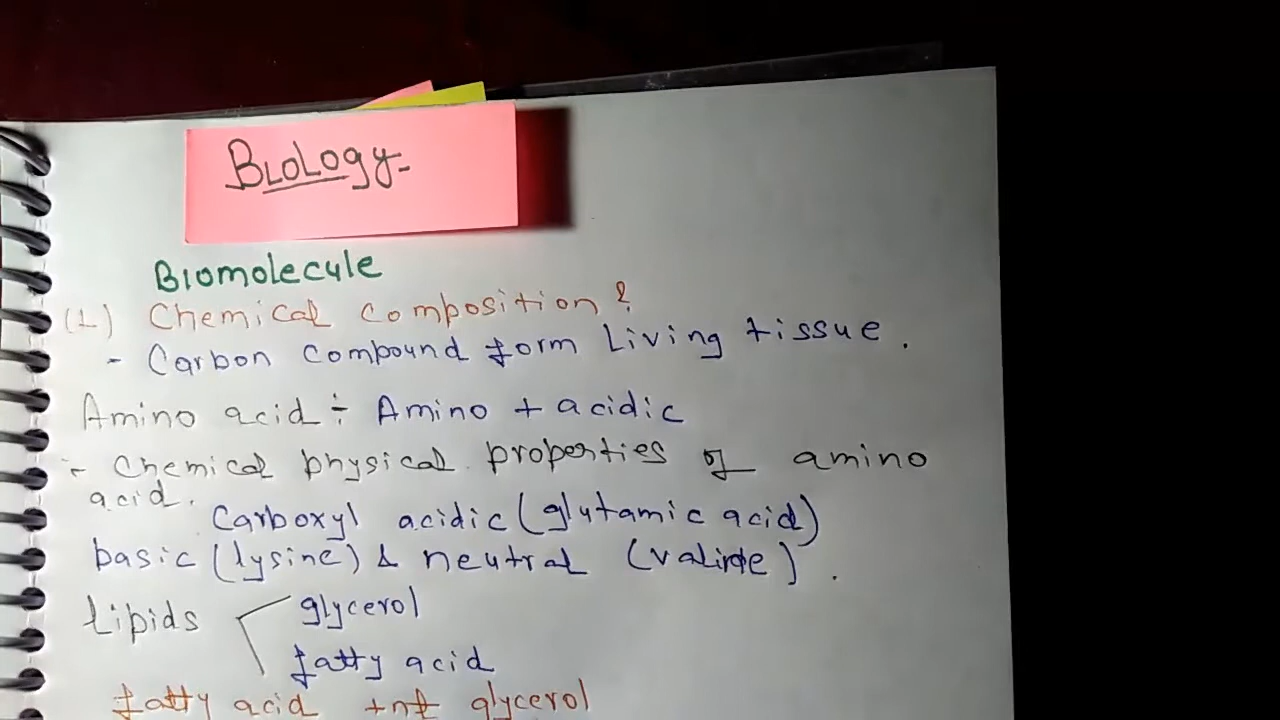 BIOLOGY-
Biomolecule
(1) Chemical composition?
- Carbon compound form Living tissue.
Amino acid ÷ Amino + acidic
÷ Chemical physical properties of amino
acid.
Carboxyl acidic (glutamic acid)
basic (lysine) & neutral (valine).
Lipids glycerol
fatty acid
fatty acid glycerol